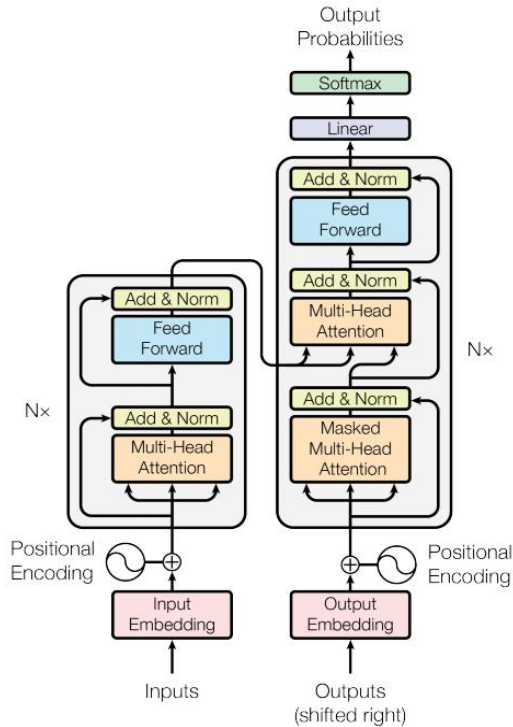 Output
Probabilities
Softmax
Linear
Add & Norm
Feed
Forward
Add & Norm
Multi-Head
Attention
Add & Norm
Masked
Multi-Head
Attention
Nx
Positional
Encoding
Output
Embedding
Outputs
(shifted right)
Add & Norm
Feed
Forward
Add & Norm
Multi-Head
Attention
Nx
Positional
Encoding
Input
Embedding
Inputs